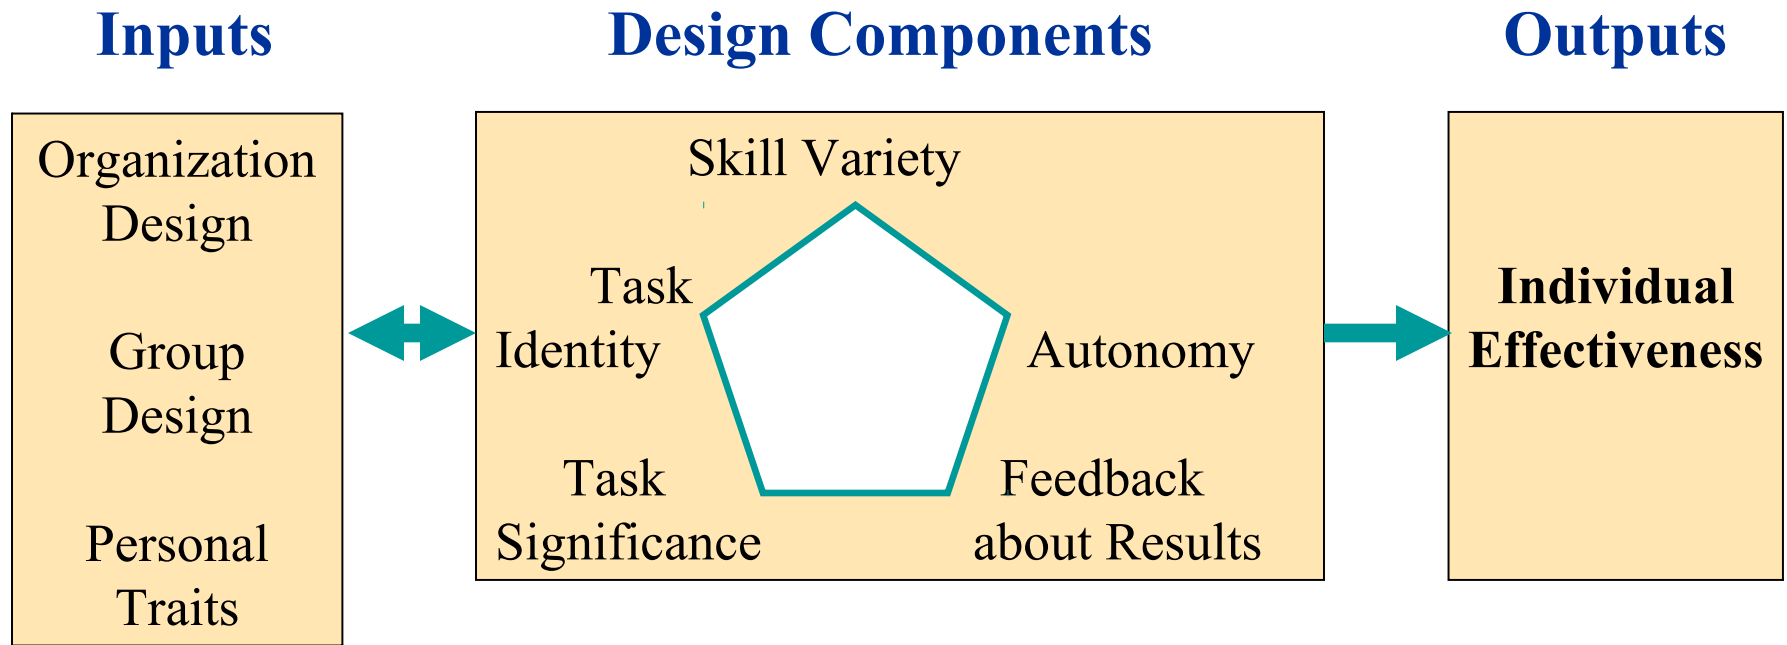 Inputs
Design Components
Outputs
Organization
Design
Group
Design
Personal
Traits
Skill Variety
Task
Identity
Autonomy
Task
Significance
Feedback
about Results
Individual
Effectiveness